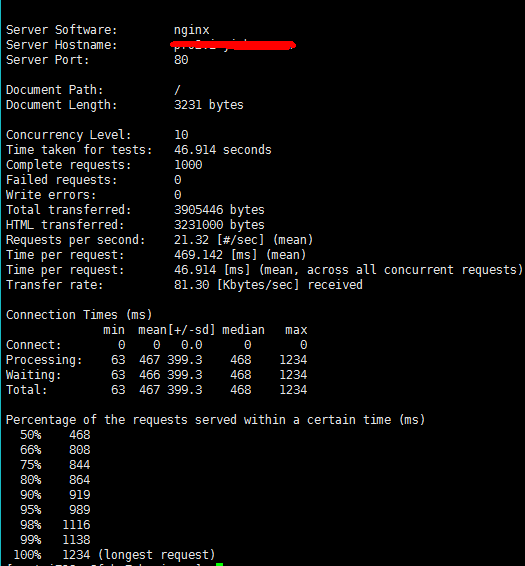 Server Software: nginx
Server Hostname:
Server Port: 80
Document Path: /
Document Length: 3231 bytes
Concurrency Level: 10
Time taken for tests: 46.914 seconds
Complete requests: 1000
Failed requests: 0
Write errors: 0
Total transferred: 3905446 bytes
HTML transferred: 3231000 bytes
Requests per second: 21.32 [#/sec] (mean)
Time per request: 469.142 [ms] (mean)
Time per request: 46.914 [ms] (mean, across all concurrent requests)
Transfer rate: 81.30 [Kbytes/sec] received
Connection Times (ms)
min mean[+/-sd] median max
Connect: 0 0 0.0 0 0
Processing: 63 467 399.3 468 1234
Waiting: 63 466 399.3 468 1234
Total: 63 467 399.3 468 1234
Percentage of the requests served within a certain time (ms)
50% 468
66% 808
75% 844
80% 864
90% 919
95% 989
98% 1116
99% 1138
100% 1234 (longest request)